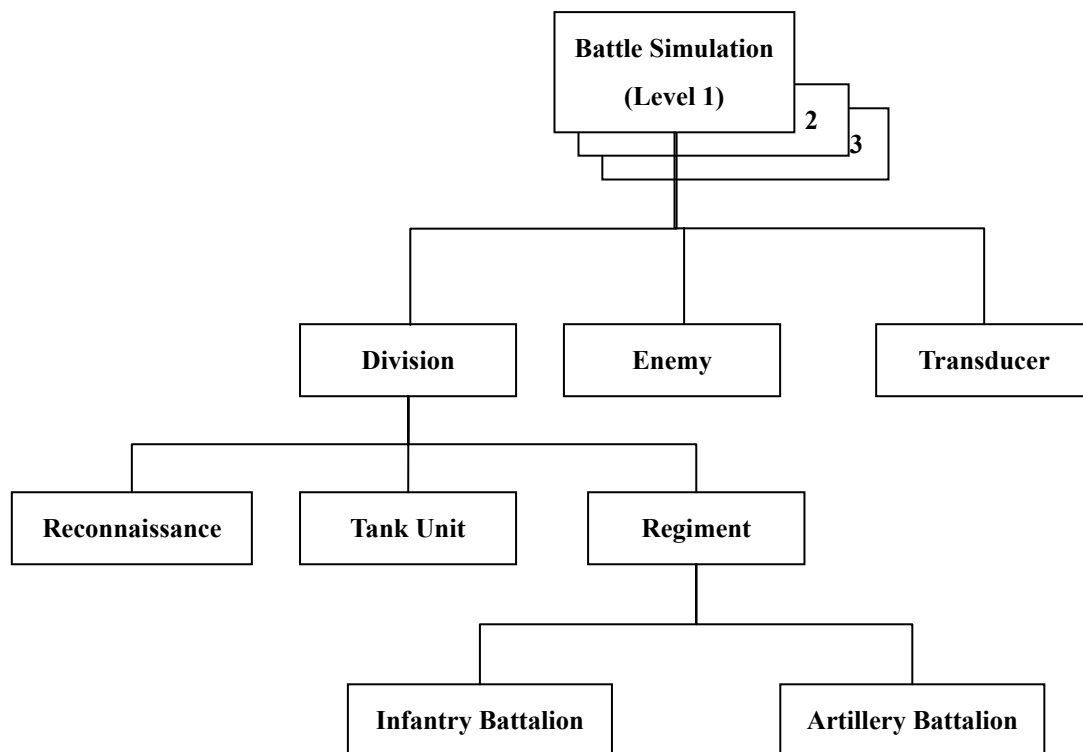 Battle Simulation
(Level 1)
2
3
Division
Enemy
Transducer
Reconnaissance
Tank Unit
Regiment
Infantry Battalion
Artillery Battalion